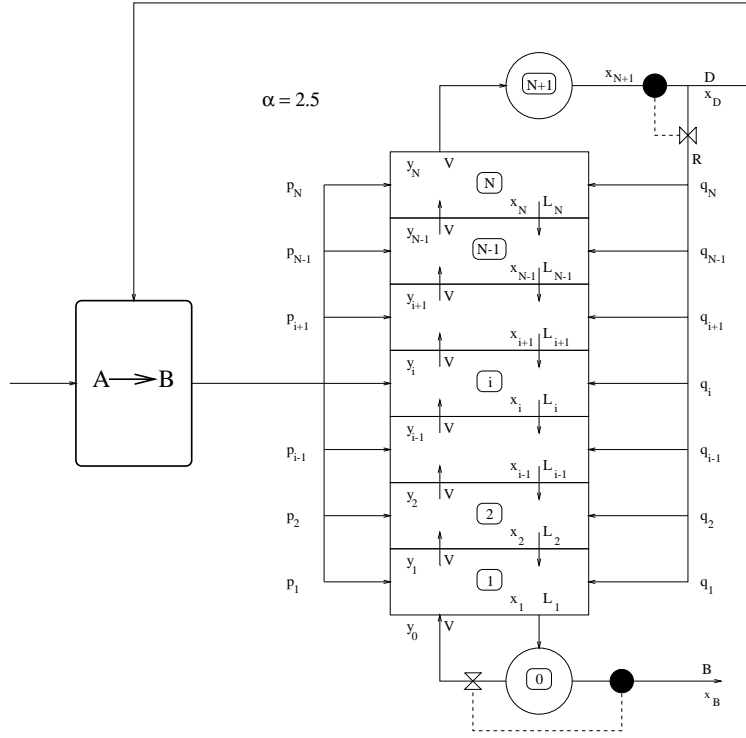 N+1
x_{N+1}
D
x_D
α = 2.5
R
y_N V
p_N
N
q_N
x_N L_N
y_{N-1} V
p_{N-1}
N-1
q_{N-1}
x_{N-1} L_{N-1}
y_{i+1} V
p_{i+1}
q_{i+1}
x_{i+1} L_{i+1}
y_i V
A B
i
q_i
x_i L_i
y_{i-1} V
p_{i-1}
q_{i-1}
x_{i-1} L_{i-1}
y_2 V
p_2
2
q_2
x_2 L_2
y_1 V
p_1
1
q_1
x_1 L_1
y_0 V
0
B
x_B